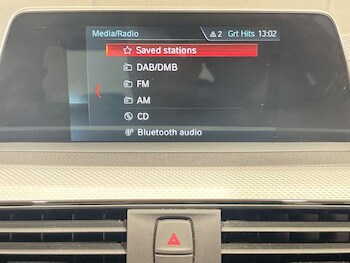 Media/Radio 2 Grt Hits 13:02
Saved stations
DAB/DMB
FM
AM
CD
Bluetooth audio